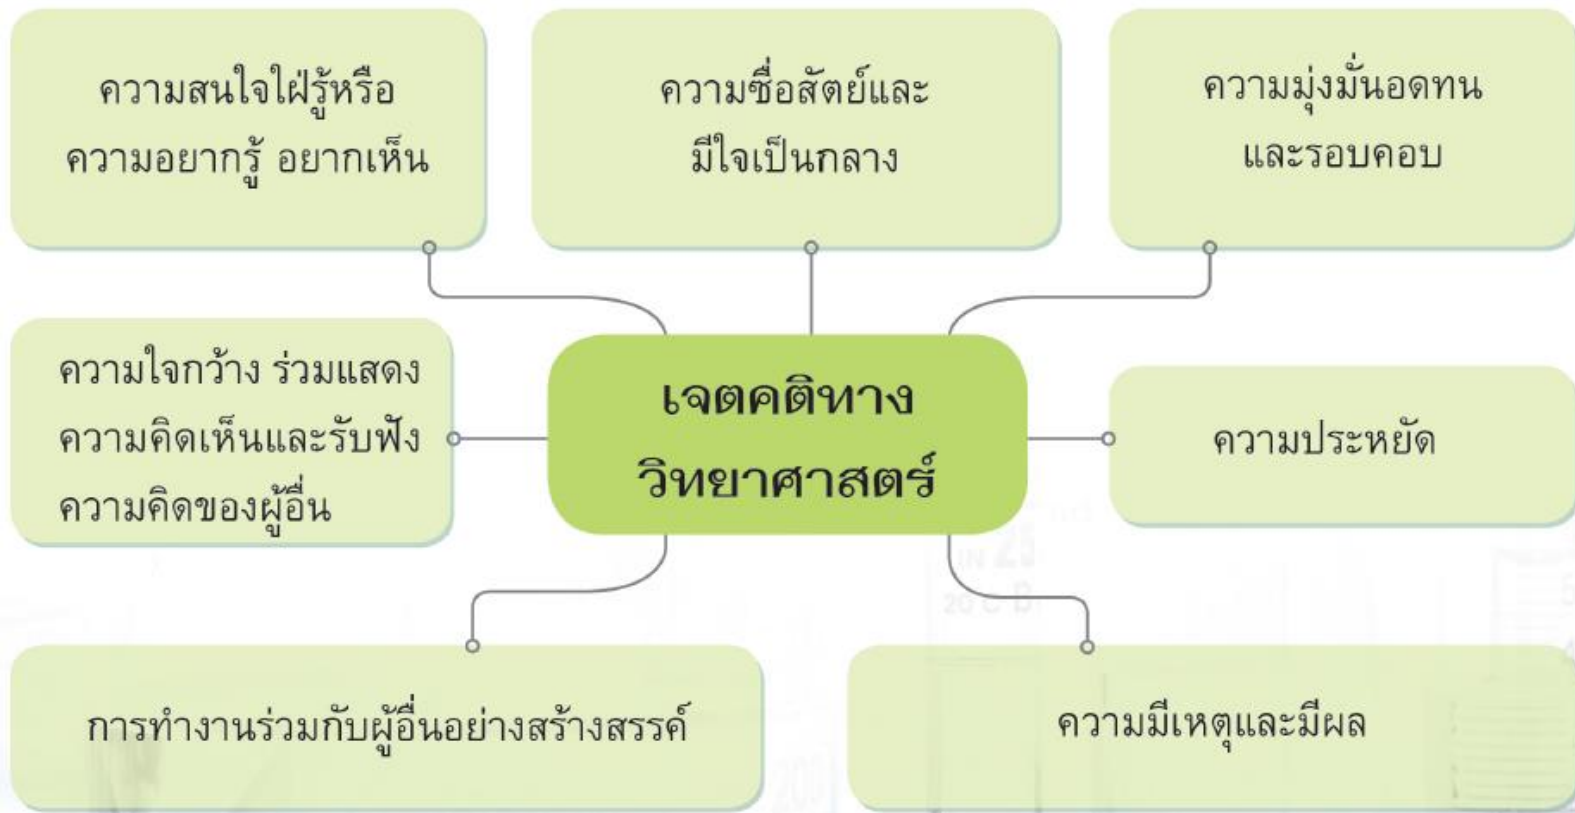 ความสนใจใฝ่รู้หรือ
ความอยากรู้ อยากเห็น
ความซื่อสัตย์และ
มีใจเป็นกลาง
ความมุ่งมั่นอดทน
และรอบคอบ
ความใจกว้าง ร่วมแสดง
ความคิดเห็นและรับฟัง
ความคิดของผู้อื่น
เจตคติทาง
วิทยาศาสตร์
ความประหยัด
IN 25
20 C B
การทำงานร่วมกับผู้อื่นอย่างสร้างสรรค์
ความมีเหตุและมีผล
200